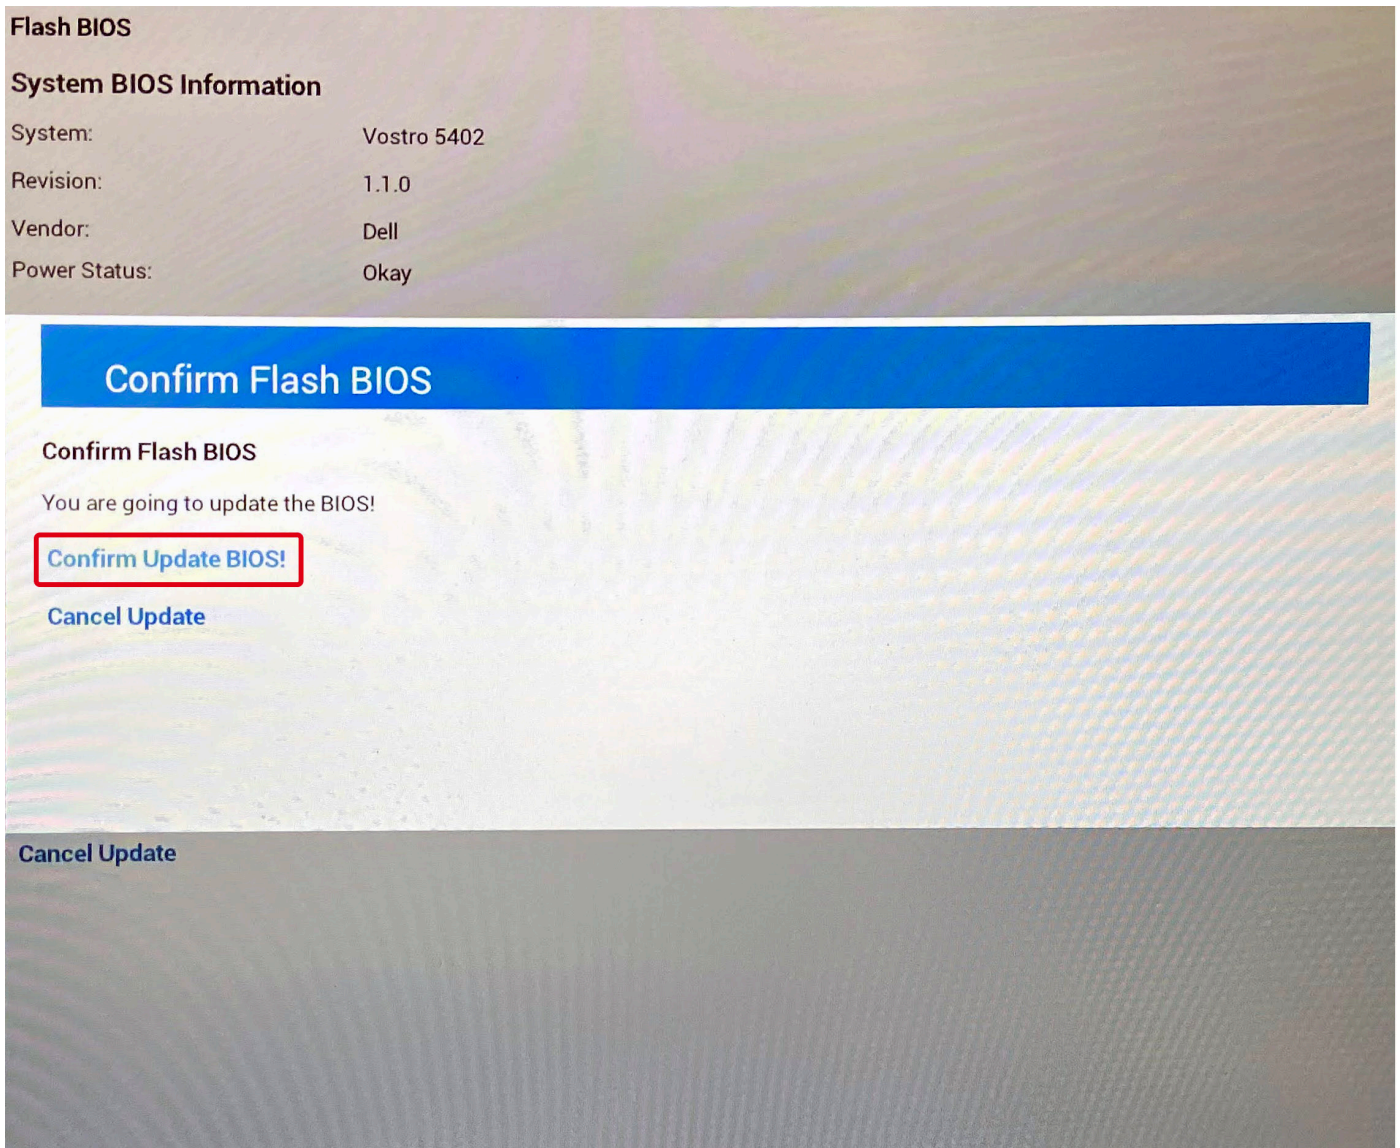 Flash BIOS
System BIOS Information
System: Vostro 5402
Revision: 1.1.0
Vendor: Dell
Power Status: Okay
Confirm Flash BIOS
Confirm Flash BIOS
You are going to update the BIOS!
Confirm Update BIOS!
Cancel Update
Cancel Update